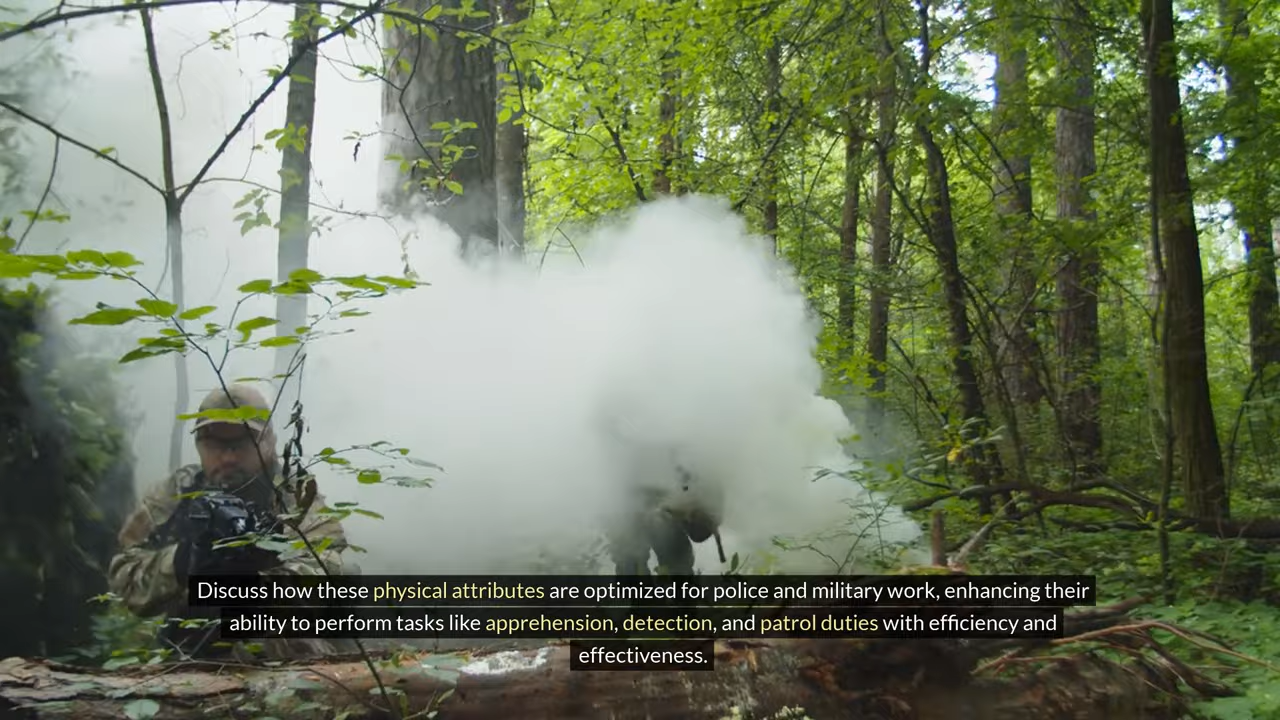 Discuss how these physical attributes are optimized for police and military work, enhancing their
ability to perform tasks like apprehension, detection, and patrol duties with efficiency and
effectiveness.